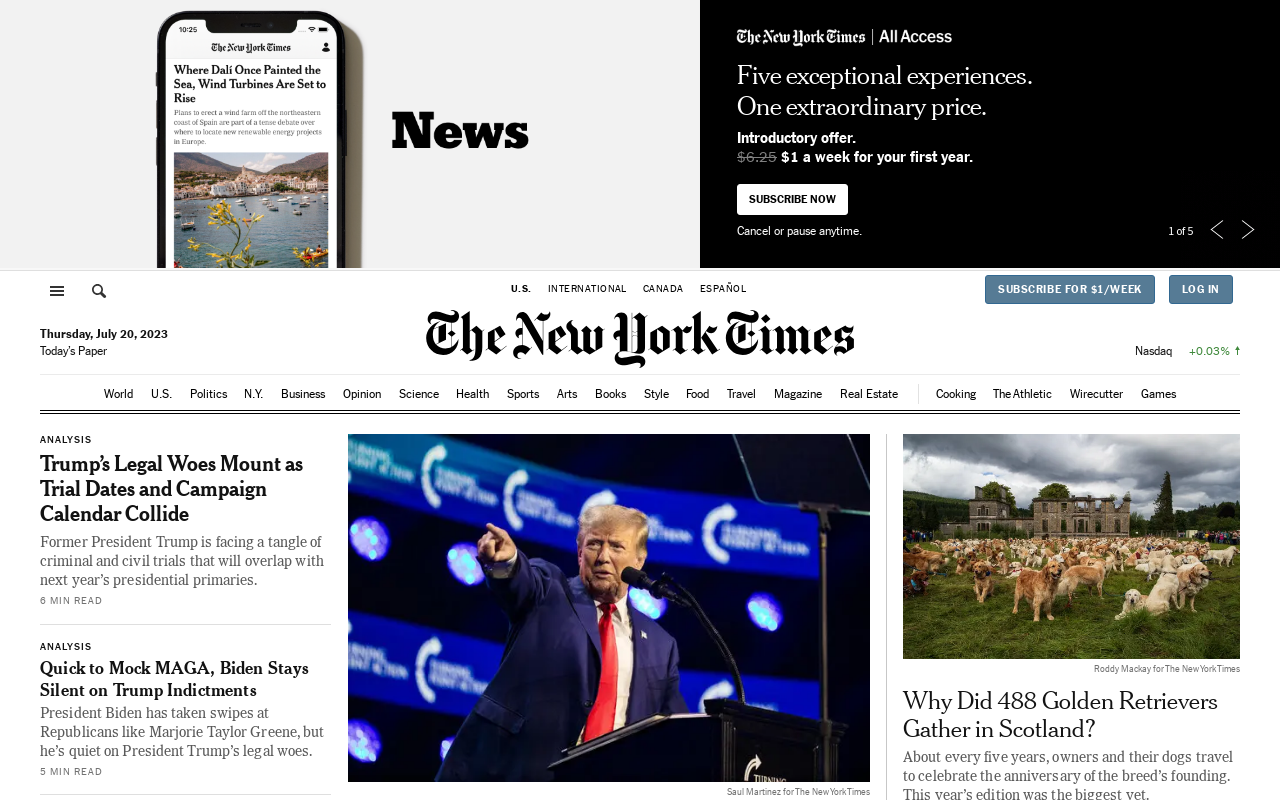 10:25
The New York Times
Where Dalí Once Painted the
Sea, Wind Turbines Are Set to
Rise
Plans to erect a wind farm off the northeastern
coast of Spain are part of a tense debate over
where to locate new renewable energy projects
in Europe.
News
The New York Times | All Access
Five exceptional experiences.
One extraordinary price.
Introductory offer.
$6.25 $1 a week for your first year.
SUBSCRIBE NOW
Cancel or pause anytime.
1 of 5
U.S. INTERNATIONAL CANADA ESPAÑOL
SUBSCRIBE FOR $1/WEEK
LOG IN
Thursday, July 20, 2023
Today's Paper
The New York Times
Nasdaq +0.03%
World U.S. Politics N.Y. Business Opinion Science Health Sports Arts Books Style Food Travel Magazine Real Estate Cooking The Athletic Wirecutter Games
ANALYSIS
Trump's Legal Woes Mount as
Trial Dates and Campaign
Calendar Collide
Former President Trump is facing a tangle of
criminal and civil trials that will overlap with
next year's presidential primaries.
6 MIN READ
ANALYSIS
Quick to Mock MAGA, Biden Stays
Silent on Trump Indictments
President Biden has taken swipes at
Republicans like Marjorie Taylor Greene, but
he's quiet on President Trump's legal woes.
5 MIN READ
TURNING
Saul Martinez for The New York Times
Roddy Mackay for The New York Times
Why Did 488 Golden Retrievers
Gather in Scotland?
About every five years, owners and their dogs travel
to celebrate the anniversary of the breed's founding.
This year's edition was the biggest yet.